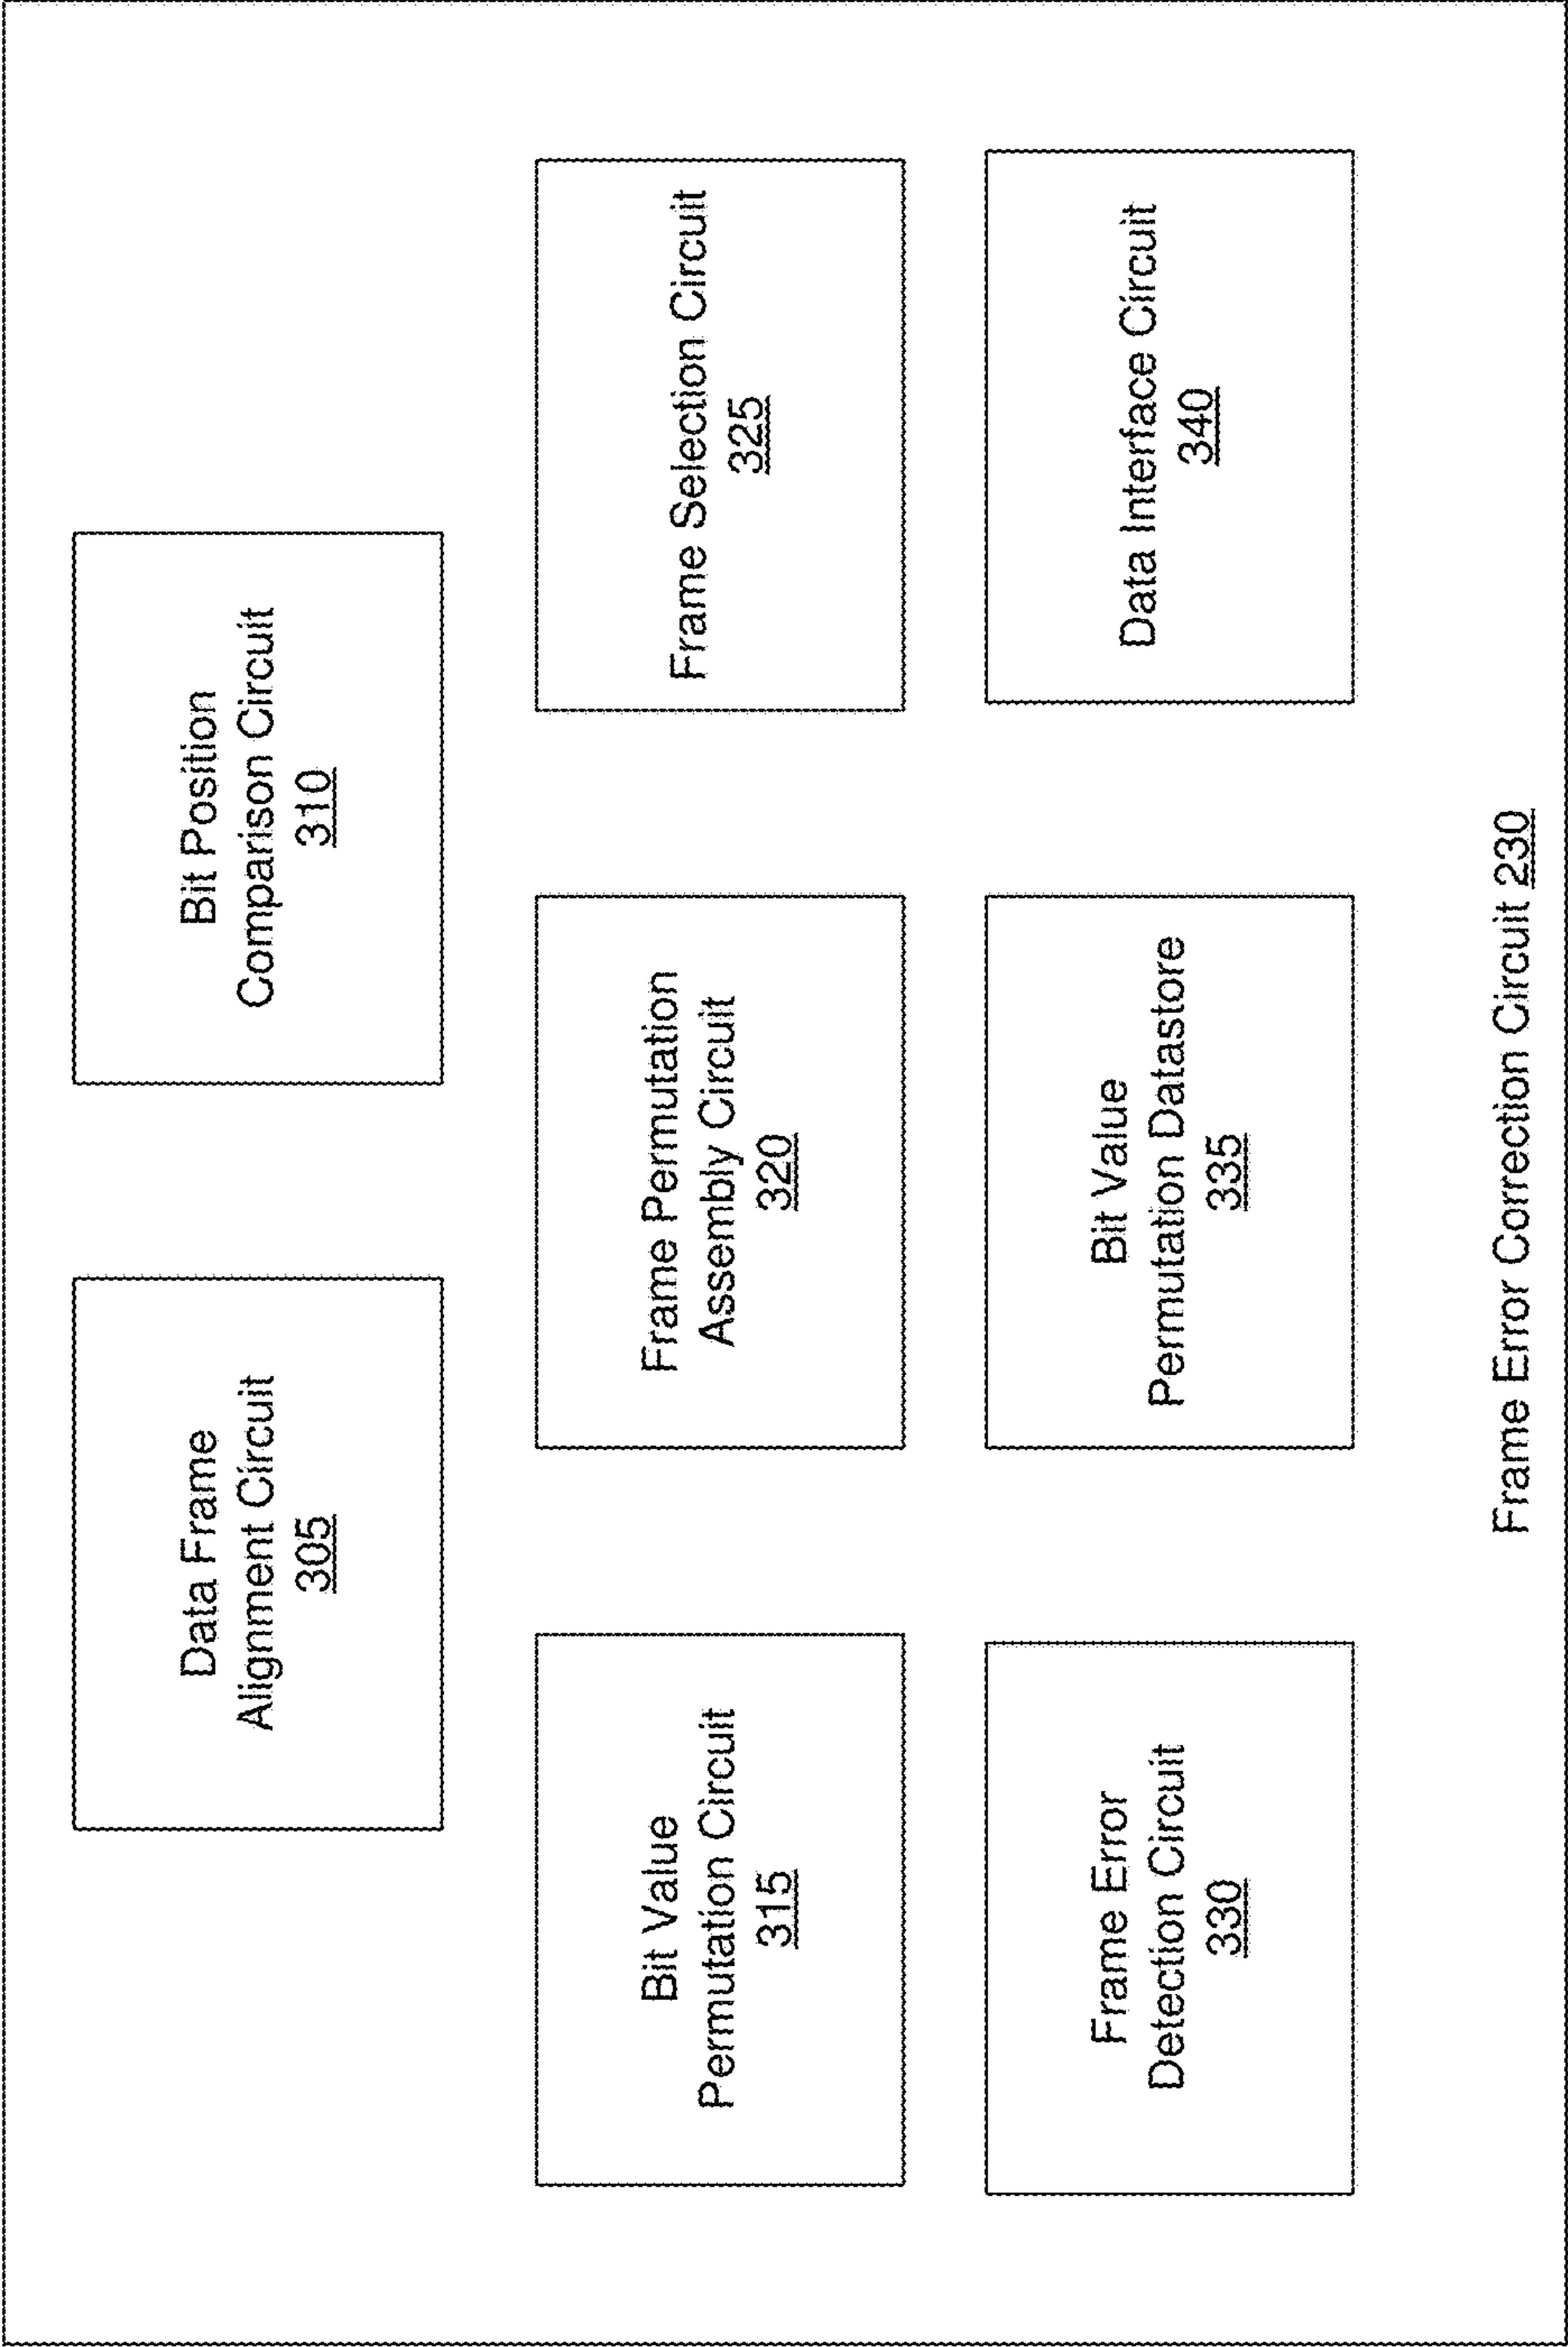 Data Frame
Alignment Circuit
305
Bit Position
Comparison Circuit
310
Bit Value
Permutation Circuit
315
Frame Permutation
Assembly Circuit
320
Frame Selection Circuit
325
Frame Error
Detection Circuit
330
Bit Value
Permutation Datastore
335
Data Interface Circuit
340
Frame Error Correction Circuit 230